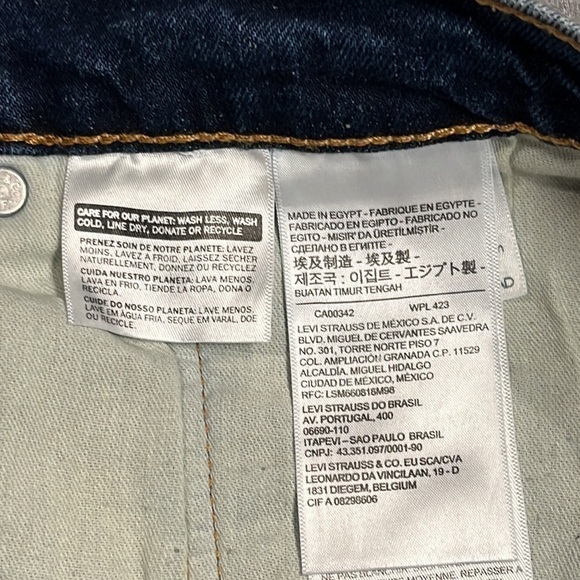 CARE FOR OUR PLANET: WASH LESS, WASH
COLD, LINE DRY, DONATE OR RECYCLE
PRENEZ SOIN DE NOTRE PLANETE: LAVEZ
MOINS, LAVEZ A FROID, LAISSEZ SECHER
NATURELLEMENT, DONNEZ OU RECYCLEZ
CUIDA NUESTRO PLANETA: LAVA MENOS,
LAVA EN FRIO, TIENDE LA ROPA, DONA O
RECICLA.
CUIDE DO NOSSO PLANETA: LAVE MENOS,
LAVE EM ÁGUA FRIA, SEQUE EM VARAL, DOE
OU RECICLE.
MADE IN EGYPT - FABRIQUE EN EGYPTE -
FABRICADO EN EGIPTO - FABRICADO NO
EGITO - MISIR' DA ÜRETİLMİŞTİR -
СДЕЛАНО В ЕГИПТЕ -
埃及制造 - 埃及製 -
제조국 : 이집트 - エジプト製 -
BUATAN TIMUR TENGAH
CA00342 WPL 423
LEVI STRAUSS DE MÉXICO S.A. DE C.V.
BLVD. MIGUEL DE CERVANTES SAAVEDRA
NO. 301, TORRE NORTE PISO 7
COL. AMPLIACIÓN GRANADA C.P. 11529
ALCALDÍA. MIGUEL HIDALGO
CIUDAD DE MÉXICO, MÉXICO
RFC: LSM660818M98
LEVI STRAUSS DO BRASIL
AV. PORTUGAL, 400
06690-110
ITAPEVI – SAO PAULO BRASIL
CNPJ: 43.351.097/0001-90
LEVI STRAUSS & CO. EU SCA/CVA
LEONARDO DA VINCILAAN, 19 - D
1831 DIEGEM, BELGIUM
CIF A 08298606
MOYENNE, REPASSER A